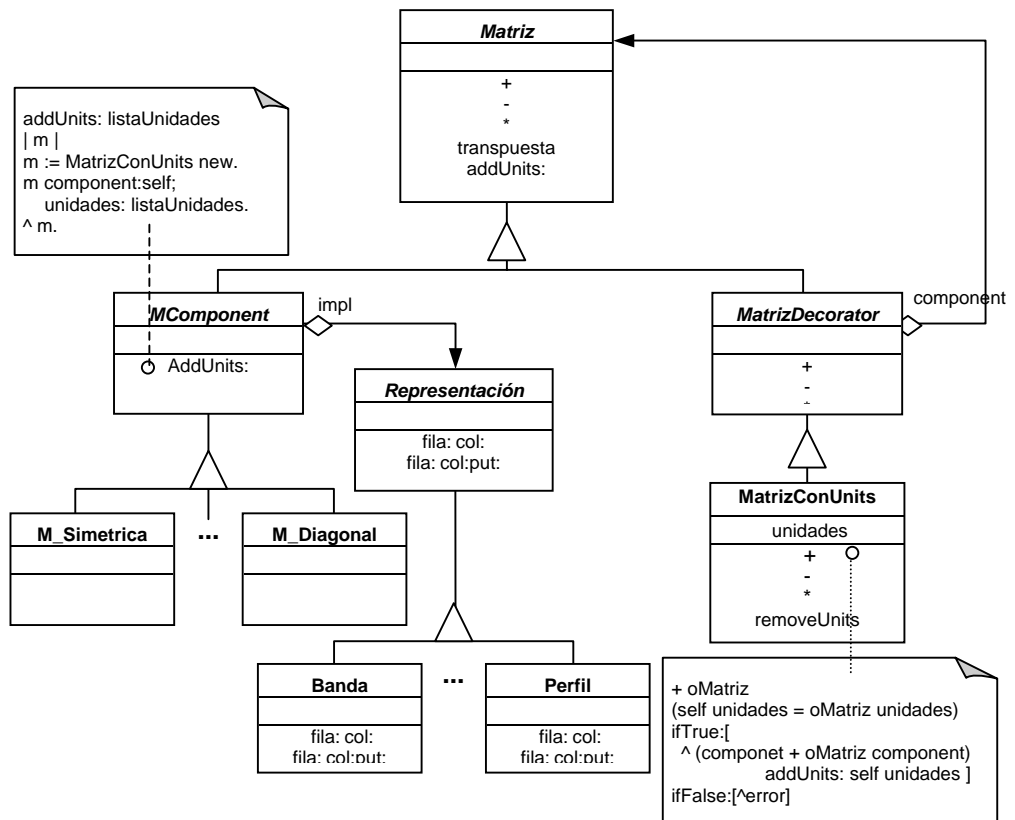 Matriz
+
-
*
transpuesta
addUnits:
addUnits: listaUnidades
| m |
m := MatrizConUnits new.
m component:self;
unidades: listaUnidades.
^ m.
MComponent
AddUnits:
impl
Representación
fila: col:
fila: col:put:
MatrizDecorator
+
-
component
M_Simetrica
...
M_Diagonal
MatrizConUnits
unidades
+
-
*
removeUnits
Banda
fila: col:
fila: col:put:
...
Perfil
fila: col:
fila: col:put:
+ oMatriz
(self unidades = oMatriz unidades)
ifTrue:[
^ (componet + oMatriz component)
addUnits: self unidades ]
ifFalse:[^error]